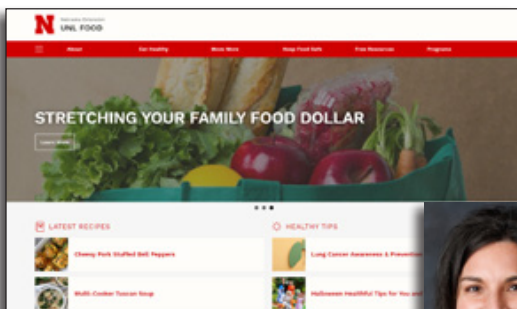 N
Nebraska Extension
UNL FOOD
About
Eat Healthy
Move More
Keep Food Safe
Free Resources
Programs
STRETCHING YOUR FAMILY FOOD DOLLAR
Learn More
LATEST RECIPES
HEALTHY TIPS
Cheesy Pork Stuffed Bell Peppers
Lung Cancer Awareness & Prevention
Multi-Cooker Tuscan Soup
Halloween Healthful Tips for You and